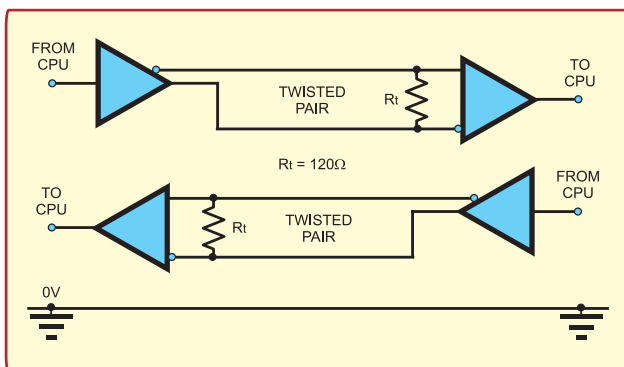 FROM
CPU
TO
CPU
TWISTED
PAIR
Rt
Rt = 120Ω
TO
CPU
FROM
CPU
Rt
TWISTED
PAIR
0V